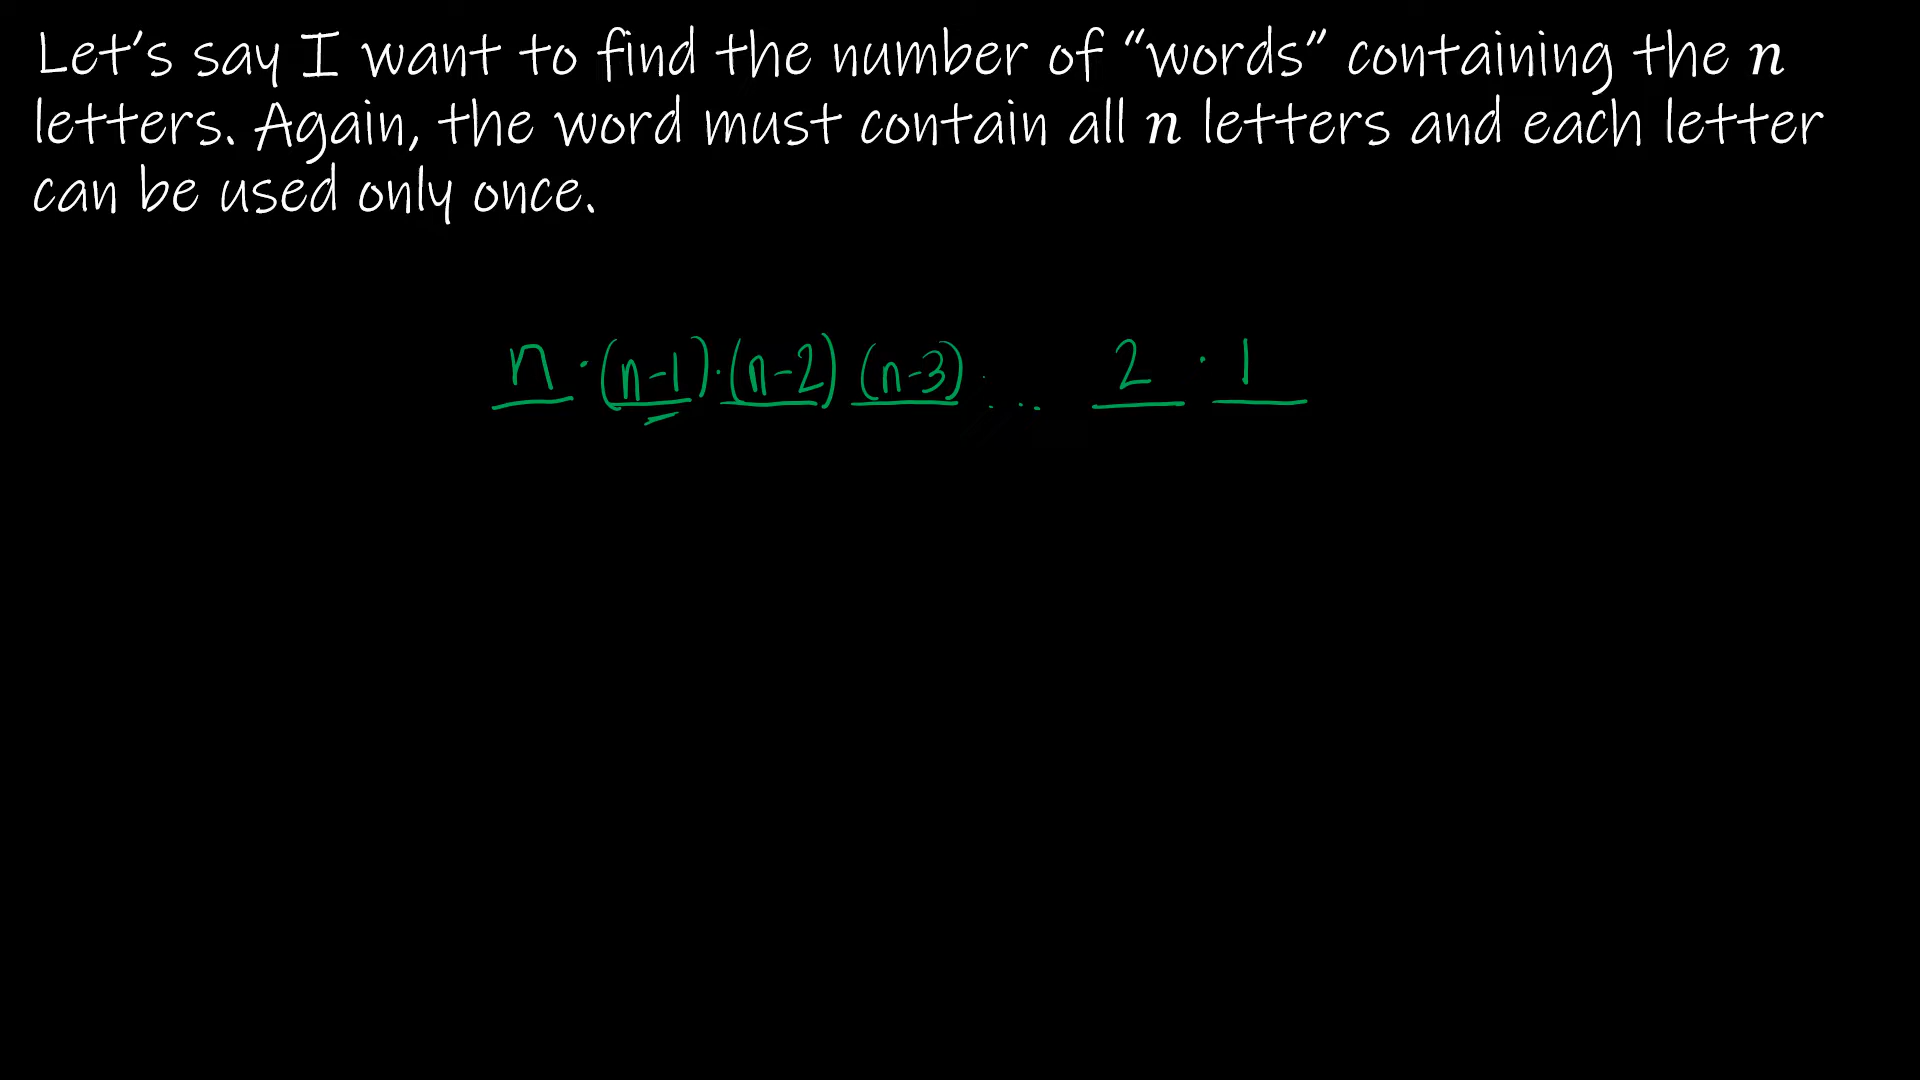 Let's say I want to find the number of “words” containing the n
letters. Again, the word must contain all n letters and each letter
can be used only once.
n · (n-1) · (n-2) (n-3) · ... 2 · 1